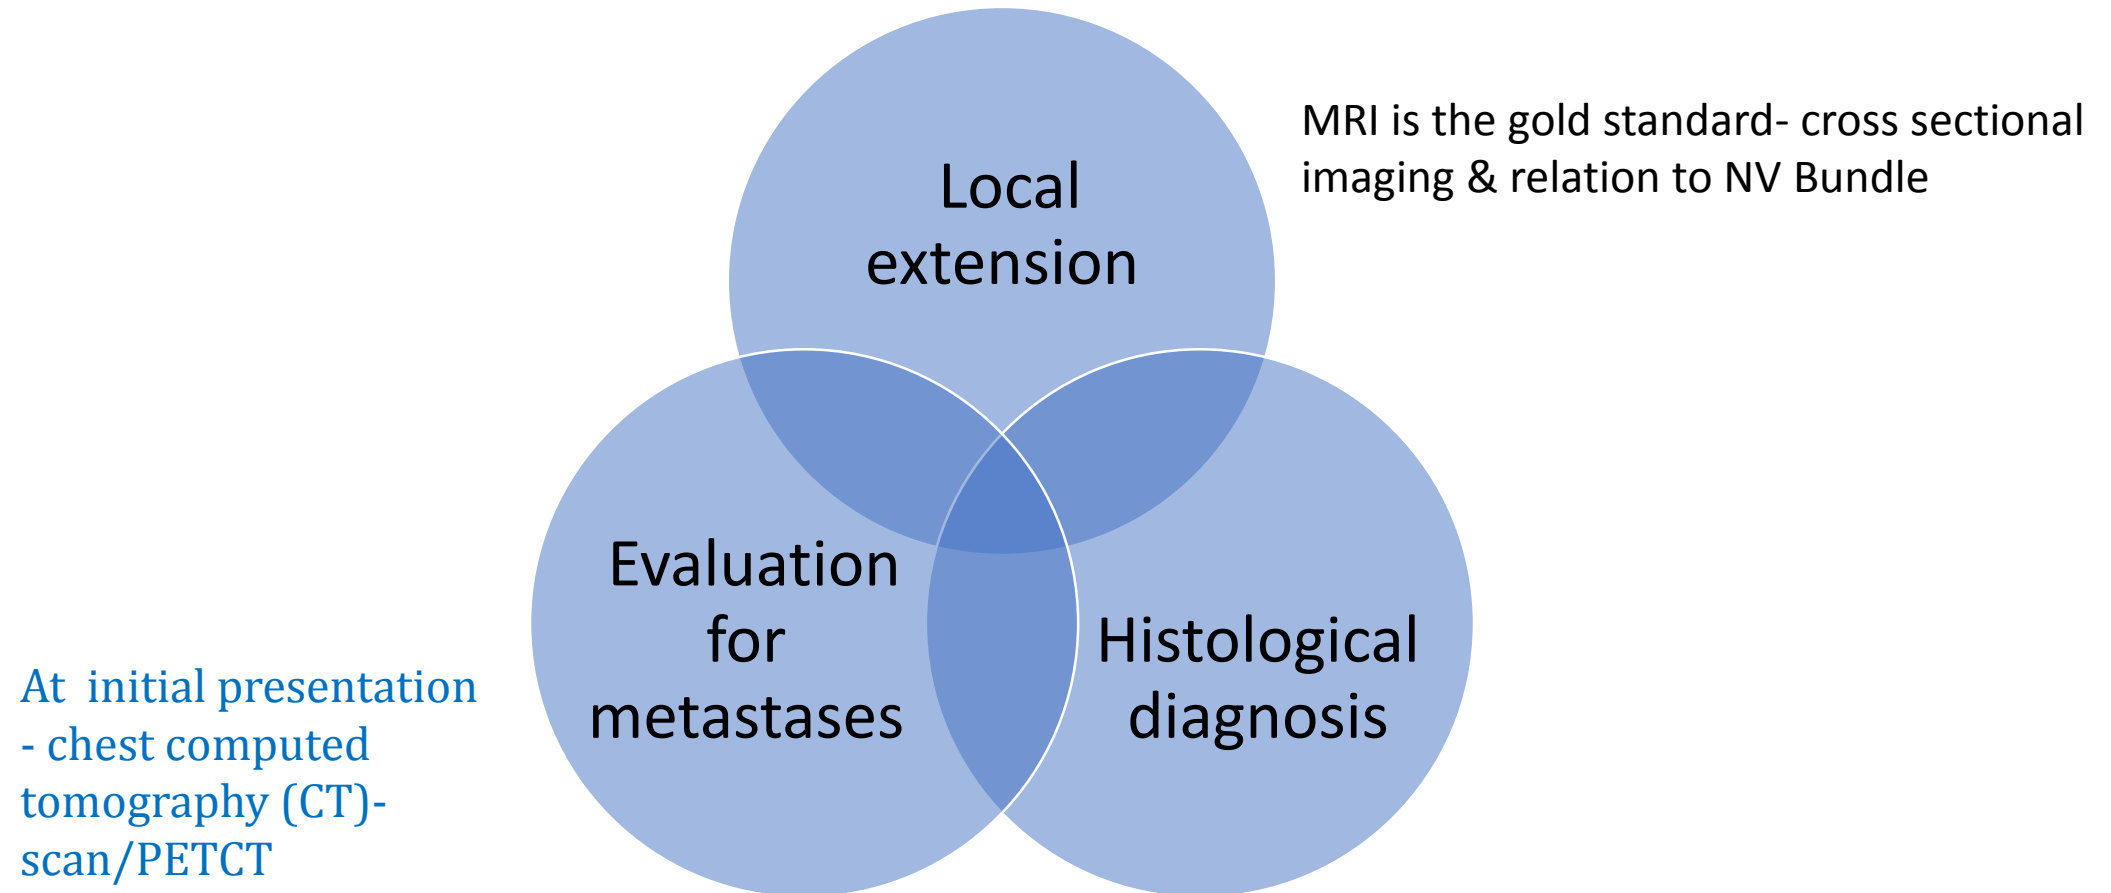 Local
extension
MRI is the gold standard- cross sectional
imaging & relation to NV Bundle
Evaluation
for
metastases
Histological
diagnosis
At  initial presentation
- chest computed
tomography (CT)-
scan/PETCT